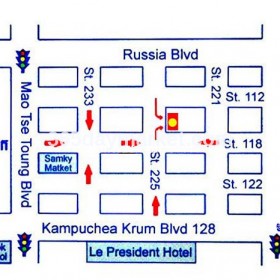 Russia Blvd
St. 233
St. 221
St. 112
Mao Tse Toung Blvd
St. 118
Samky
Matket
St. 225
St. 122
Kampuchea Krum Blvd 128
Le President Hotel